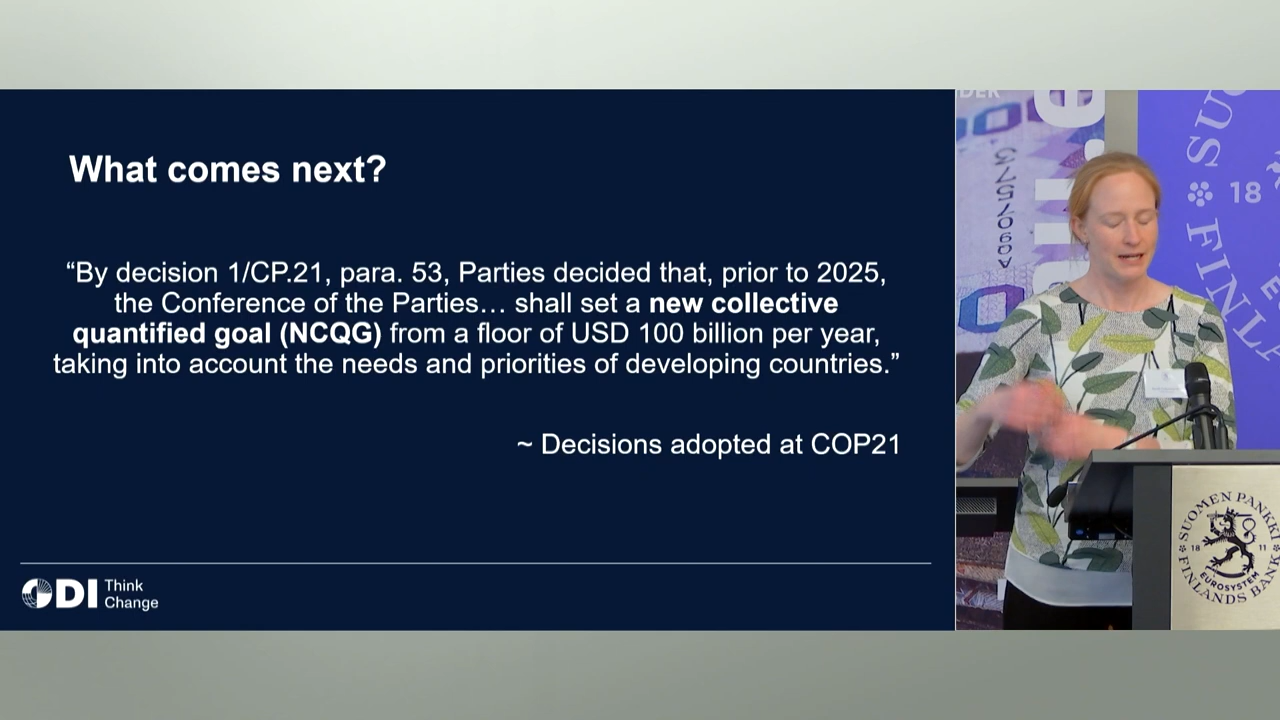 What comes next?
“By decision 1/CP.21, para. 53, Parties decided that, prior to 2025,
the Conference of the Parties… shall set a new collective
quantified goal (NCQG) from a floor of USD 100 billion per year,
taking into account the needs and priorities of developing countries.”
~ Decisions adopted at COP21
ODI Think
Change
18
SUOMEN PANKKI
18 11
EUROSYSTEM
FINLANDS BANK